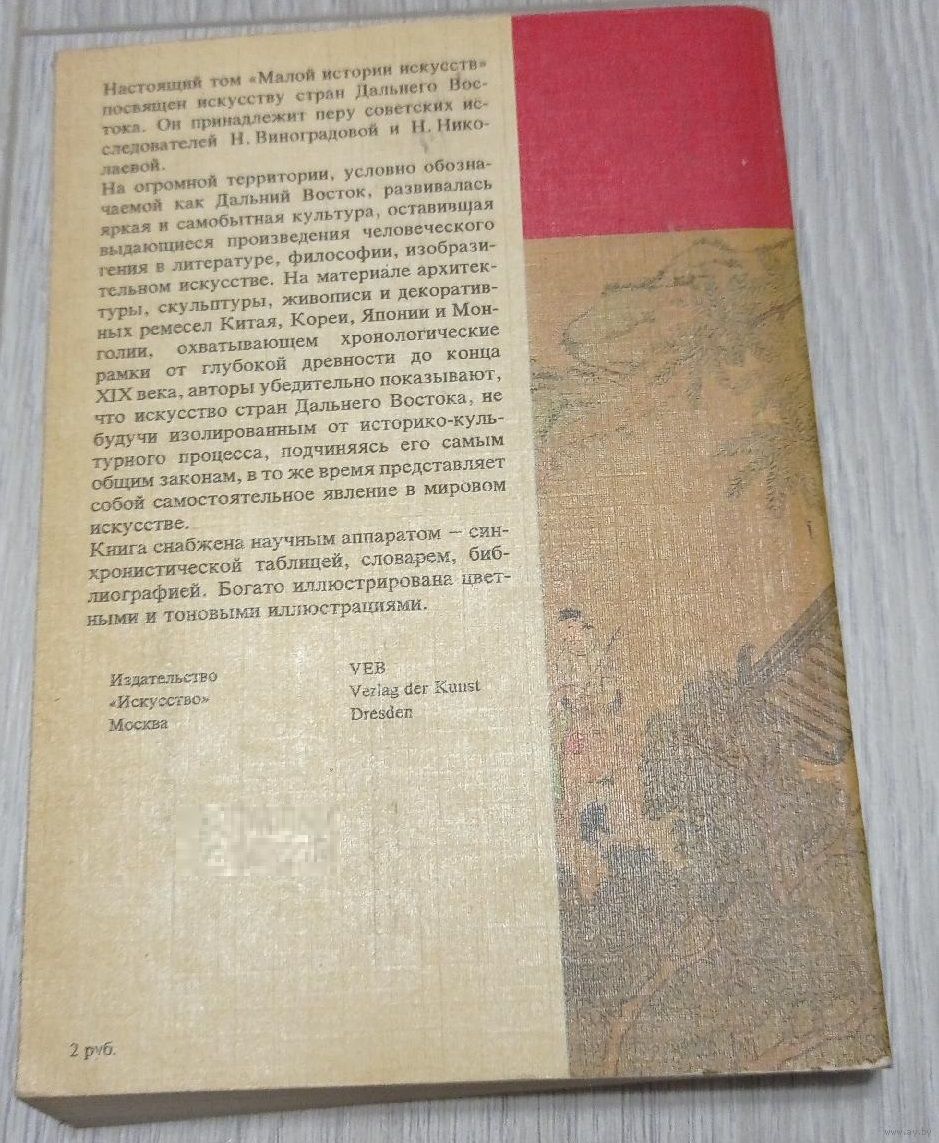 Настоящий том «Малой истории искусств»
посвящен искусству стран Дальнего Вос-
тока. Он принадлежит перу советских ис-
следователей Н. Виноградовой и Н. Нико-
лаевой.
На огромной территории, условно обозна-
чаемой как Дальний Восток, развивалась
яркая и самобытная культура, оставившая
выдающиеся произведения человеческого
гения в литературе, философии, изобрази-
тельном искусстве. На материале архитек-
туры, скульптуры, живописи и декоратив-
ных ремесел Китая, Кореи, Японии и Мон-
голии, охватывающем хронологические
рамки от глубокой древности до конца
XIX века, авторы убедительно показывают,
что искусство стран Дальнего Востока, не
будучи изолированным от историко-куль-
турного процесса, подчиняясь его самым
общим законам, в то же время представляет
собой самостоятельное явление в мировом
искусстве.
Книга снабжена научным аппаратом — син-
хронистической таблицей, словарем, биб-
лиографией. Богато иллюстрирована цвет-
ными и тоновыми иллюстрациями.
Издательство
«Искусство»
Москва
VEB
Verlag der Kunst
Dresden
2 руб.
www.ay.by